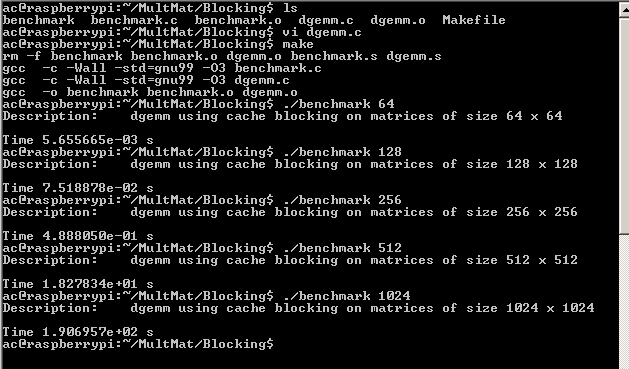 ac@raspberrypi:~/MultMat/Blocking$ ls
benchmark  benchmark.c  benchmark.o  dgemm.c  dgemm.o  Makefile
ac@raspberrypi:~/MultMat/Blocking$ vi dgemm.c
ac@raspberrypi:~/MultMat/Blocking$ make
rm -f benchmark benchmark.o dgemm.o benchmark.s dgemm.s
gcc  -c -Wall -std=gnu99 -O3 benchmark.c
gcc  -c -Wall -std=gnu99 -O3 dgemm.c
gcc  -o benchmark benchmark.o dgemm.o
ac@raspberrypi:~/MultMat/Blocking$ ./benchmark 64
Description:    dgemm using cache blocking on matrices of size 64 x 64
Time 5.655665e-03 s
ac@raspberrypi:~/MultMat/Blocking$ ./benchmark 128
Description:    dgemm using cache blocking on matrices of size 128 x 128
Time 7.518878e-02 s
ac@raspberrypi:~/MultMat/Blocking$ ./benchmark 256
Description:    dgemm using cache blocking on matrices of size 256 x 256
Time 4.888050e-01 s
ac@raspberrypi:~/MultMat/Blocking$ ./benchmark 512
Description:    dgemm using cache blocking on matrices of size 512 x 512
Time 1.827834e+01 s
ac@raspberrypi:~/MultMat/Blocking$ ./benchmark 1024
Description:    dgemm using cache blocking on matrices of size 1024 x 1024
Time 1.906957e+02 s
ac@raspberrypi:~/MultMat/Blocking$